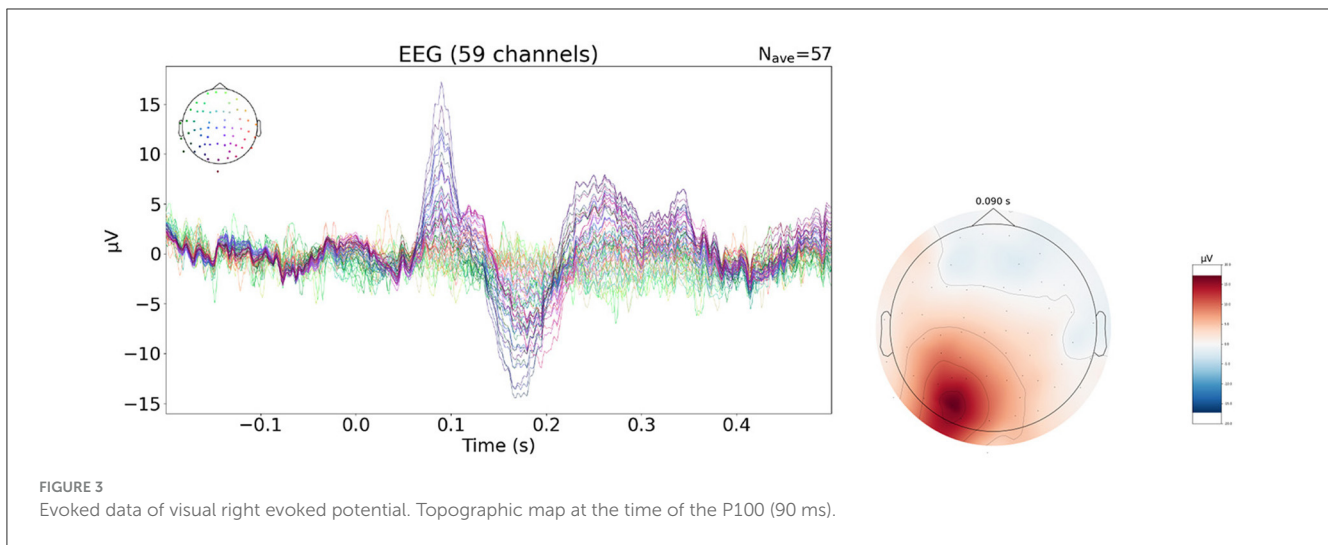 EEG (59 channels)
Nave=57
15
10
5
0
−5
−10
−15
µV
−0.1
0.0
0.1
0.2
0.3
0.4
Time (s)
0.090 s
µV
FIGURE 3
Evoked data of visual right evoked potential. Topographic map at the time of the P100 (90 ms).